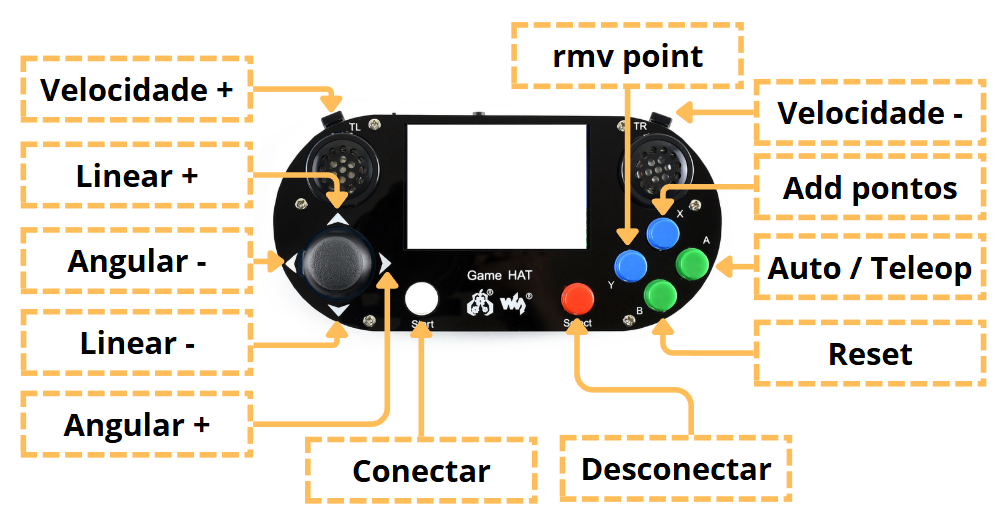 rmv point
Velocidade +
Velocidade -
TL
TR
Linear +
Add pontos
X
Angular -
A
Auto / Teleop
Game HAT
Y
B
Start
Select
Linear -
Reset
Angular +
Conectar
Desconectar